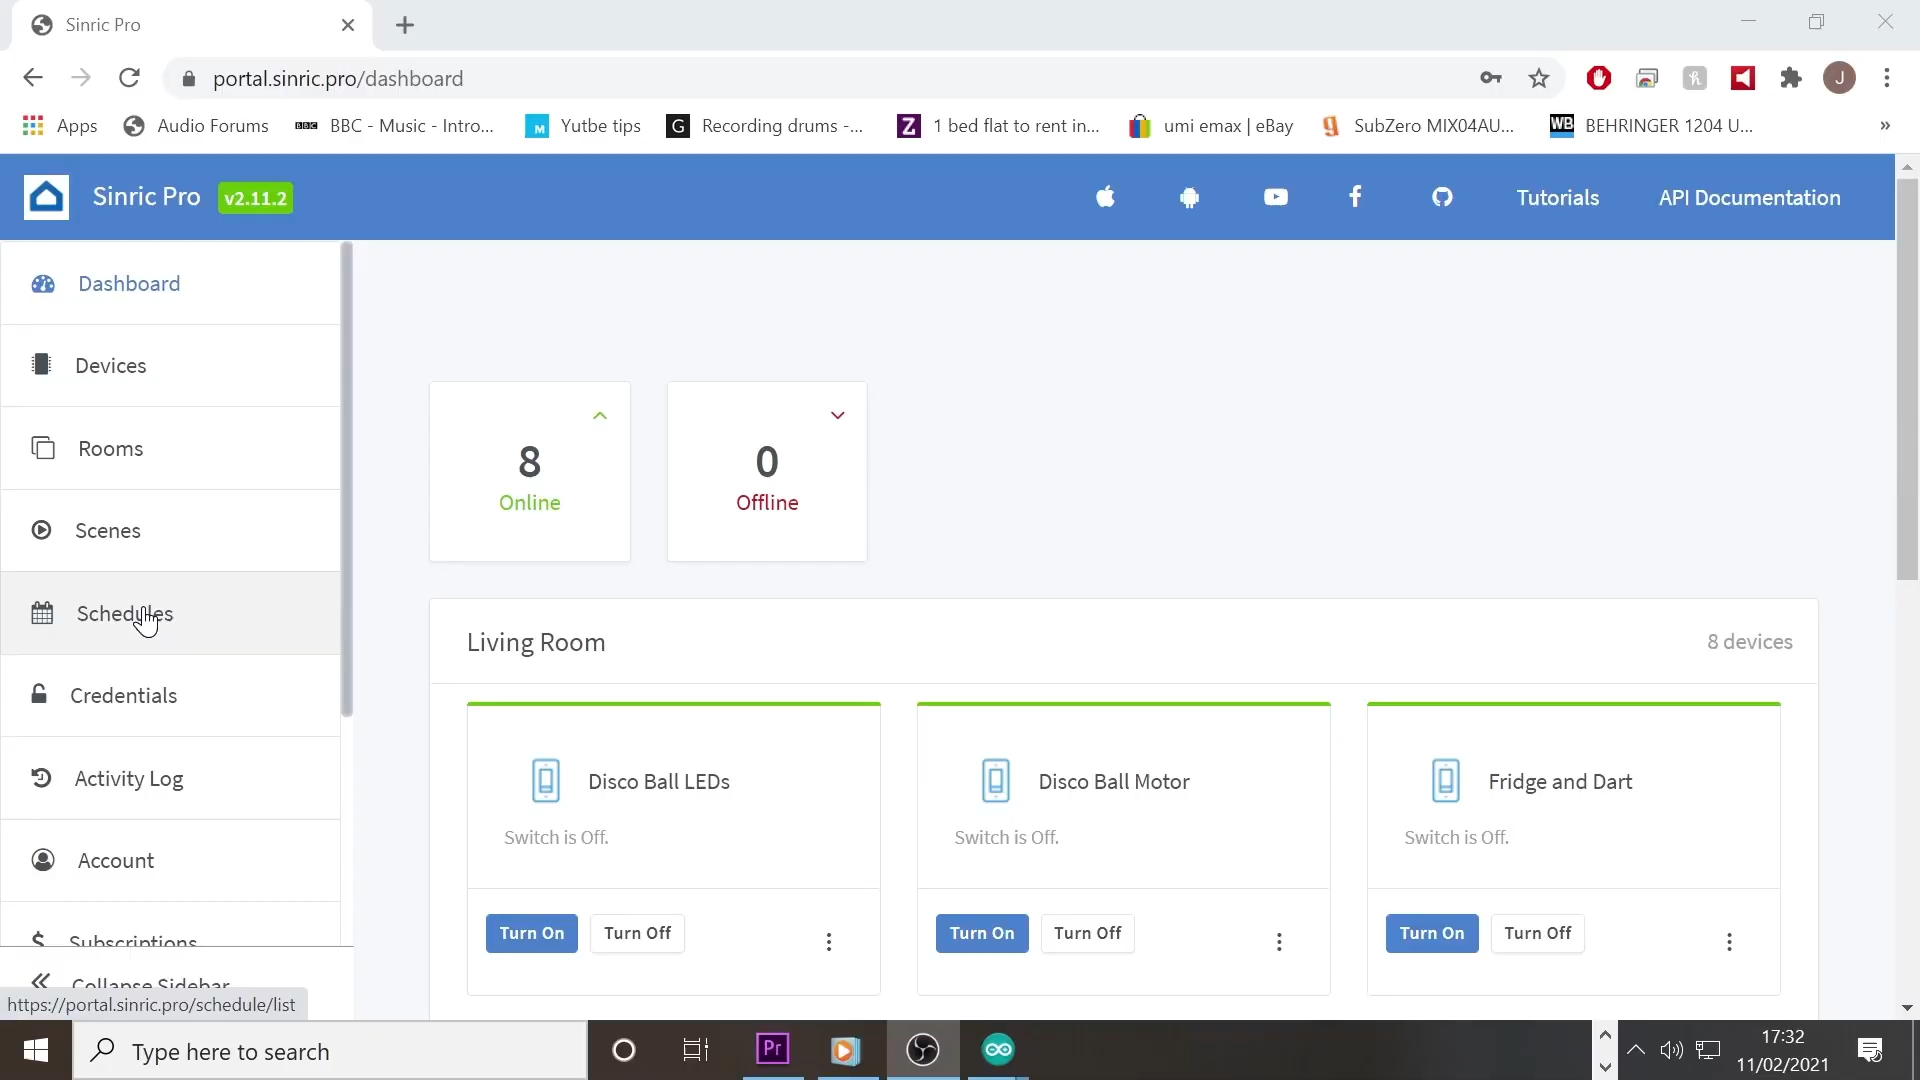 Sinric Pro
portal.sinric.pro/dashboard
J
Apps
Audio Forums
BBC BBC - Music - Intro...
M Yutbe tips
G Recording drums -...
Z 1 bed flat to rent in...
umi emax | eBay
g SubZero MIX04AU...
WB BEHRINGER 1204 U...
»
Sinric Pro v2.11.2
Tutorials
API Documentation
Dashboard
Devices
Rooms
Scenes
Schedules
Credentials
Activity Log
Account
Subscriptions
Collapse Sidebar
https://portal.sinric.pro/schedule/list
8
Online
0
Offline
Living Room
8 devices
Disco Ball LEDs
Switch is Off.
Turn On Turn Off
Disco Ball Motor
Switch is Off.
Turn On Turn Off
Fridge and Dart
Switch is Off.
Turn On Turn Off
Type here to search
Pr
17:32
11/02/2021